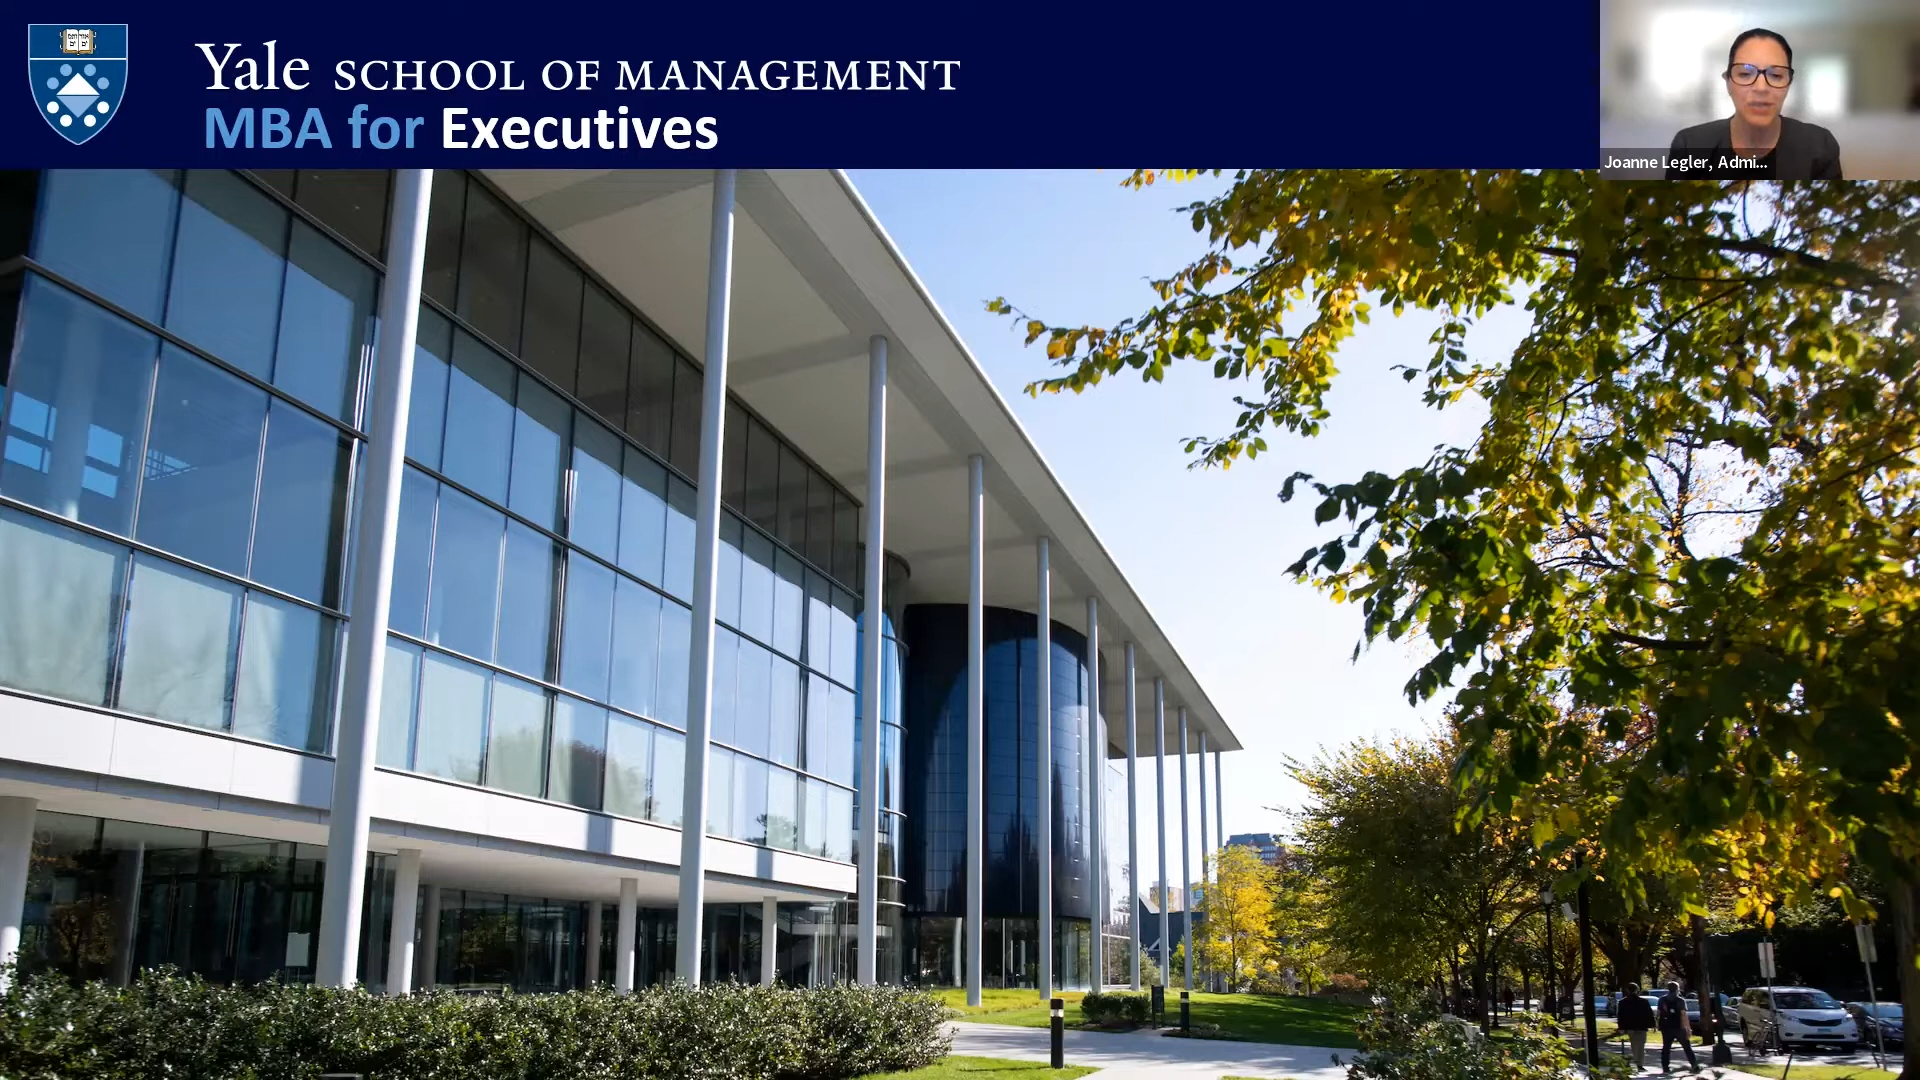 Yale SCHOOL OF MANAGEMENT
MBA for Executives
Joanne Legler, Admi...